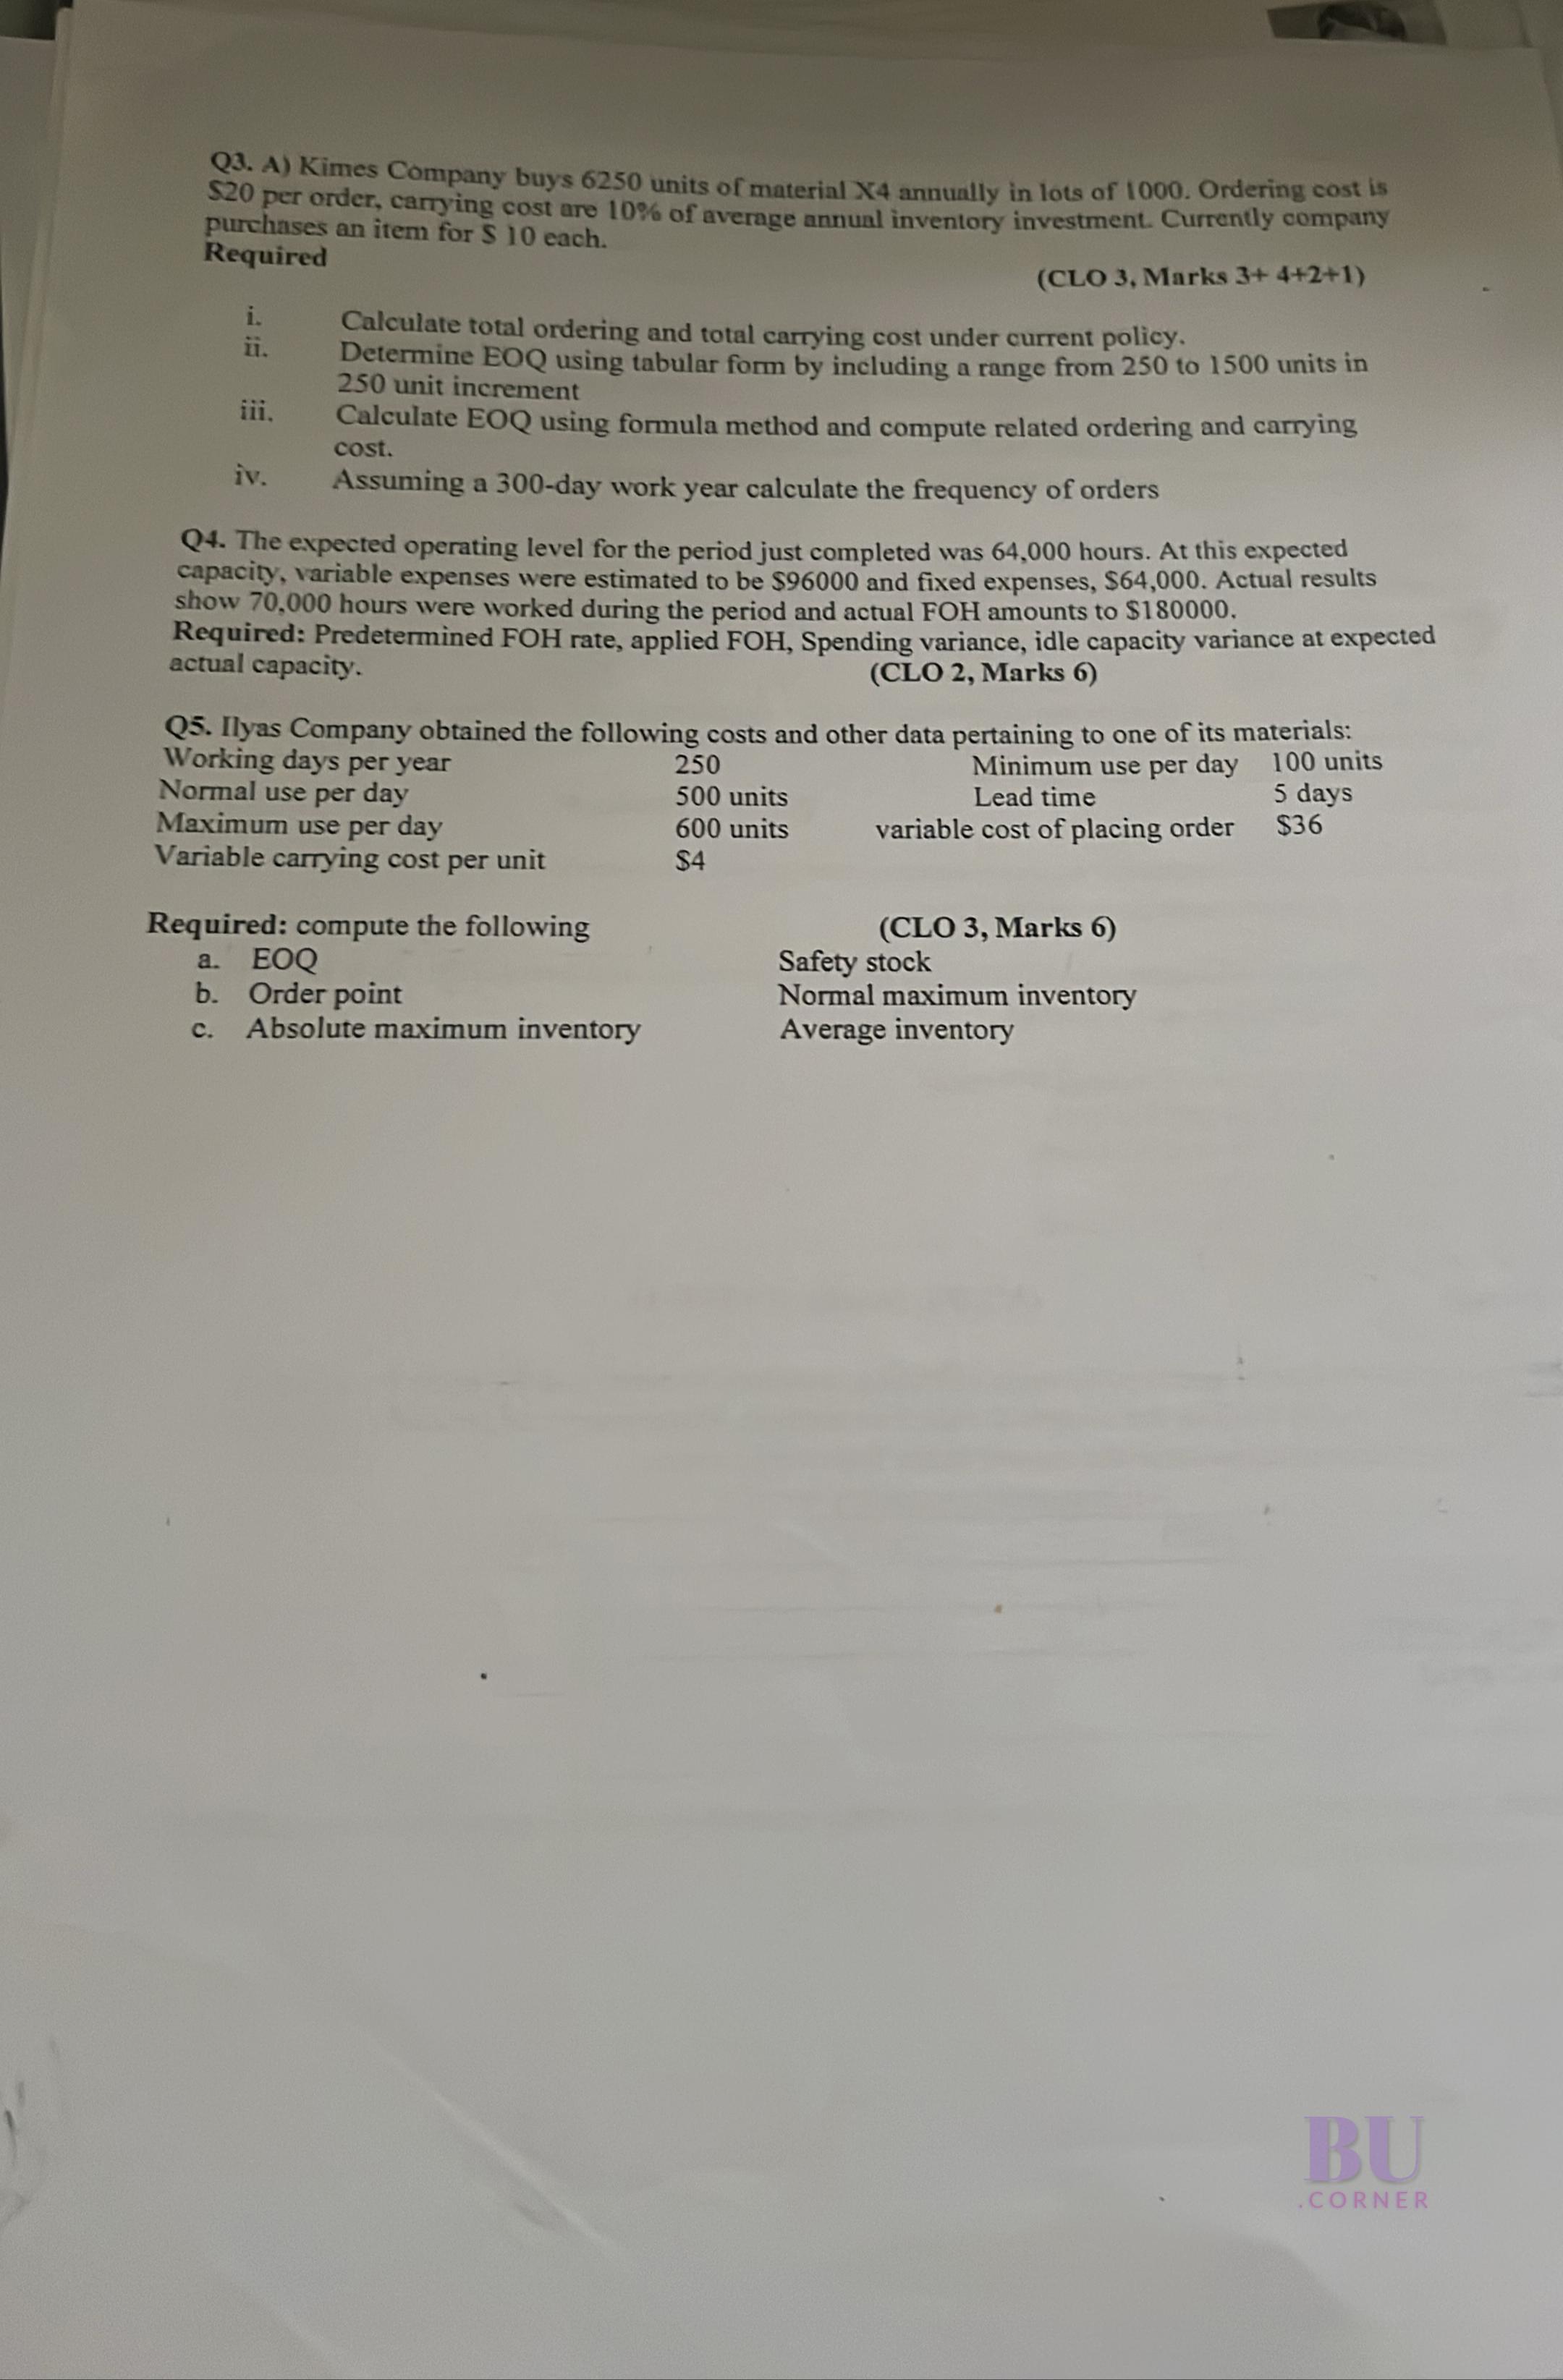 Q3. A) Kimes Company buys 6250 units of material X4 annually in lots of 1000. Ordering cost is
$20 per order, carrying cost are 10% of average annual inventory investment. Currently company
purchases an item for $ 10 each.
Required
(CLO 3, Marks 3+ 4+2+1)
i. Calculate total ordering and total carrying cost under current policy.
ii. Determine EOQ using tabular form by including a range from 250 to 1500 units in
250 unit increment
iii. Calculate EOQ using formula method and compute related ordering and carrying
cost.
iv. Assuming a 300-day work year calculate the frequency of orders
Q4. The expected operating level for the period just completed was 64,000 hours. At this expected
capacity, variable expenses were estimated to be $96000 and fixed expenses, $64,000. Actual results
show 70,000 hours were worked during the period and actual FOH amounts to $180000.
Required: Predetermined FOH rate, applied FOH, Spending variance, idle capacity variance at expected
actual capacity. (CLO 2, Marks 6)
Q5. Ilyas Company obtained the following costs and other data pertaining to one of its materials:
Working days per year 250 Minimum use per day 100 units
Normal use per day 500 units Lead time 5 days
Maximum use per day 600 units variable cost of placing order $36
Variable carrying cost per unit $4
Required: compute the following (CLO 3, Marks 6)
a. EOQ Safety stock
b. Order point Normal maximum inventory
c. Absolute maximum inventory Average inventory
BU
.CORNER